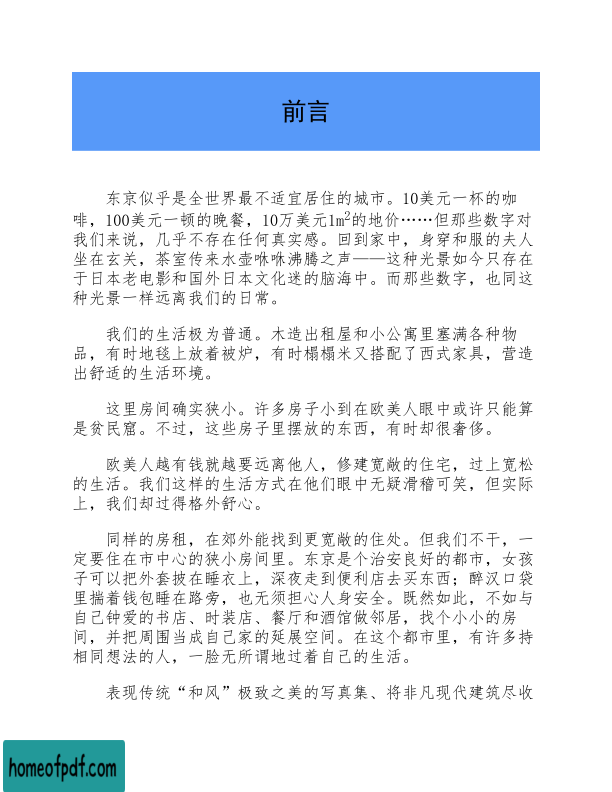 前言
东京似乎是全世界最不适宜居住的城市。10美元一杯的咖
啡，100美元一顿的晚餐，10万美元1m²的地价……但那些数字对
我们来说，几乎不存在任何真实感。回到家中，身穿和服的夫人
坐在玄关，茶室传来水壶咻咻沸腾之声——这种光景如今只存在
于日本老电影和国外日本文化迷的脑海中。而那些数字，也同这
种光景一样远离我们的日常。
我们的生活极为普通。木造出租屋和小公寓里塞满各种物
品，有时地毯上放着被炉，有时榻榻米又搭配了西式家具，营造
出舒适的生活环境。
这里房间确实狭小。许多房子小到在欧美人眼中或许只能算
是贫民窟。不过，这些房子里摆放的东西，有时却很奢侈。
欧美人越有钱就越要远离他人，修建宽敞的住宅，过上宽松
的生活。我们这样的生活方式在他们眼中无疑滑稽可笑，但实际
上，我们却过得格外舒心。
同样的房租，在郊外能找到更宽敞的住处。但我们不干，一
定要住在市中心的狭小房间里。东京是个治安良好的都市，女孩
子可以把外套披在睡衣上，深夜走到便利店去买东西；醉汉口袋
里揣着钱包睡在路旁，也无须担心人身安全。既然如此，不如与
自己钟爱的书店、时装店、餐厅和酒馆做邻居，找个小小的房
间，并把周围当成自己家的延展空间。在这个都市里，有许多持
相同想法的人，一脸无所谓地过着自己的生活。
表现传统“和风”极致之美的写真集、将非凡现代建筑尽收
homeofpdf.com